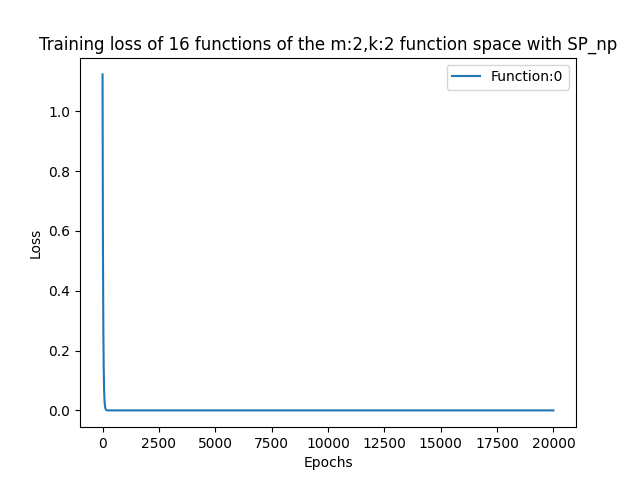 Training loss of 16 functions of the m:2,k:2 function space with SP_np
Function:0
Loss
1.0
0.8
0.6
0.4
0.2
0.0
0 2500 5000 7500 10000 12500 15000 17500 20000
Epochs